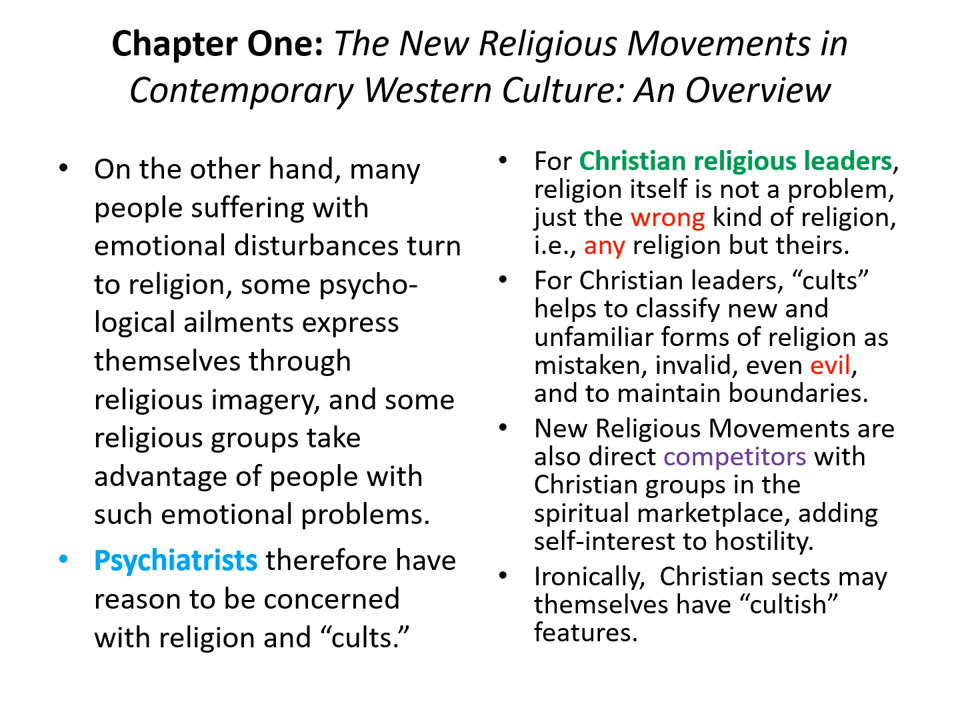 Chapter One: The New Religious Movements in
Contemporary Western Culture: An Overview
• On the other hand, many
people suffering with
emotional disturbances turn
to religion, some psycho-
logical ailments express
themselves through
religious imagery, and some
religious groups take
advantage of people with
such emotional problems.
• Psychiatrists therefore have
reason to be concerned
with religion and “cults.”
• For Christian religious leaders,
religion itself is not a problem,
just the wrong kind of religion,
i.e., any religion but theirs.
• For Christian leaders, “cults”
helps to classify new and
unfamiliar forms of religion as
mistaken, invalid, even evil,
and to maintain boundaries.
• New Religious Movements are
also direct competitors with
Christian groups in the
spiritual marketplace, adding
self-interest to hostility.
• Ironically,  Christian sects may
themselves have “cultish”
features.